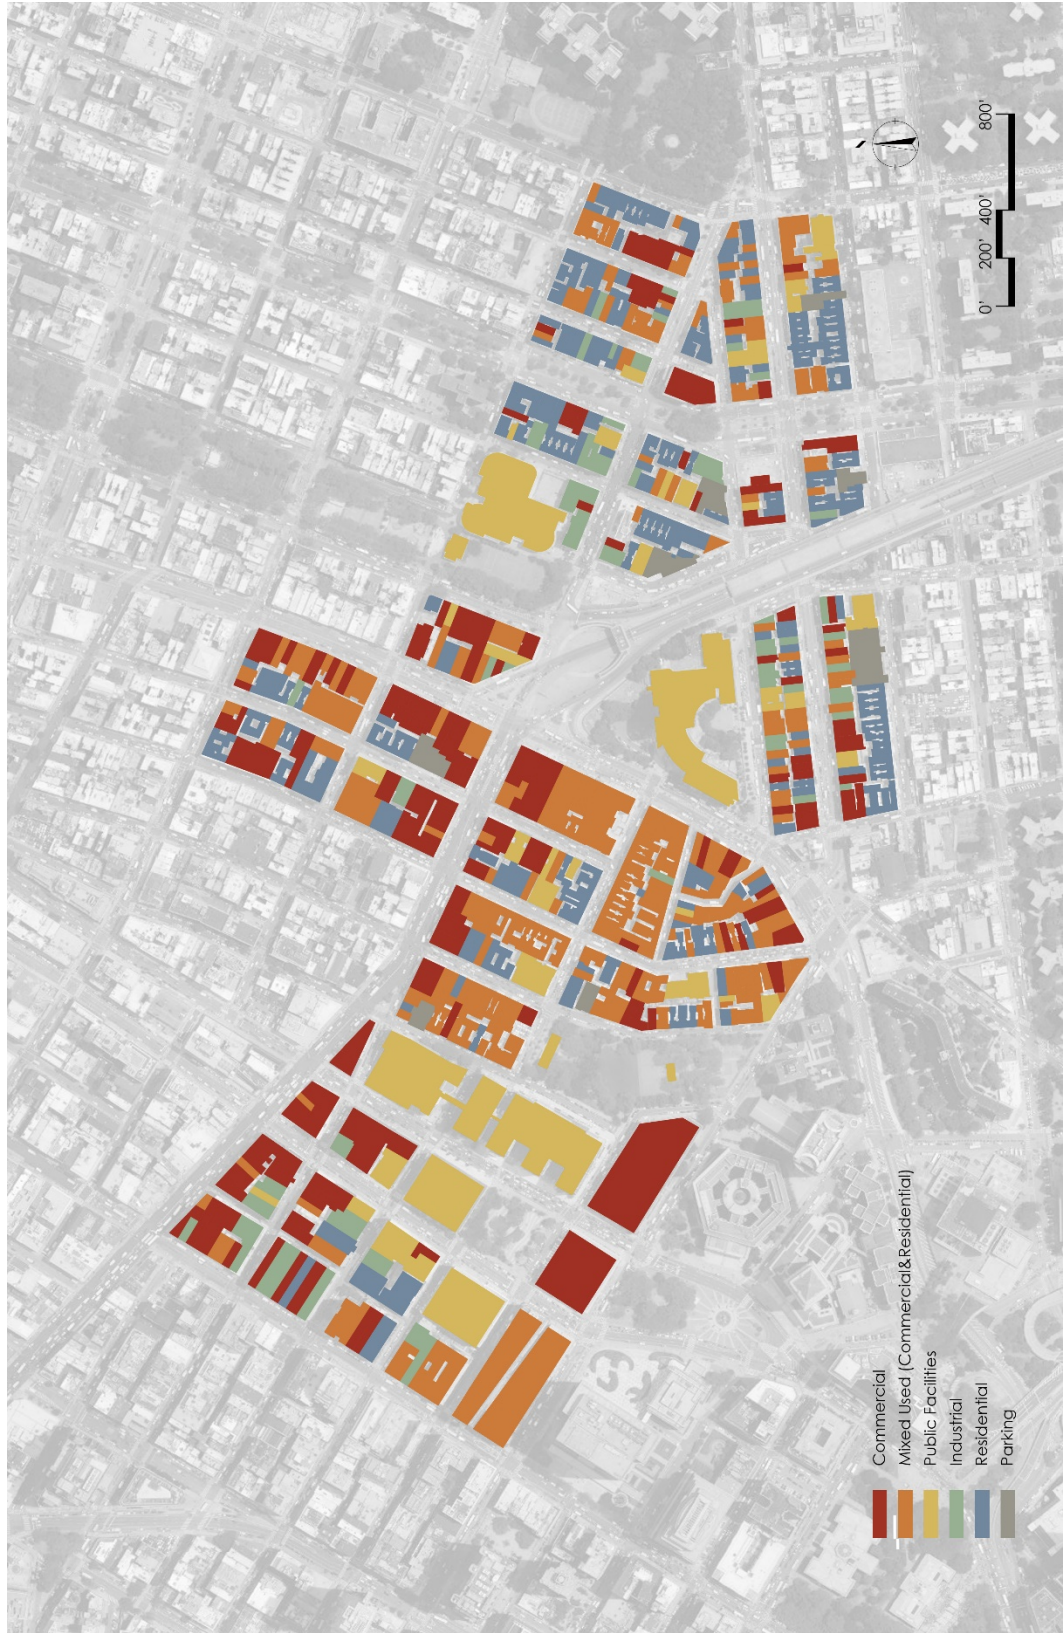 Commercial
Mixed Used (Commercial&Residential)
Public Facilities
Industrial
Residential
Parking
0' 200' 400' 800'